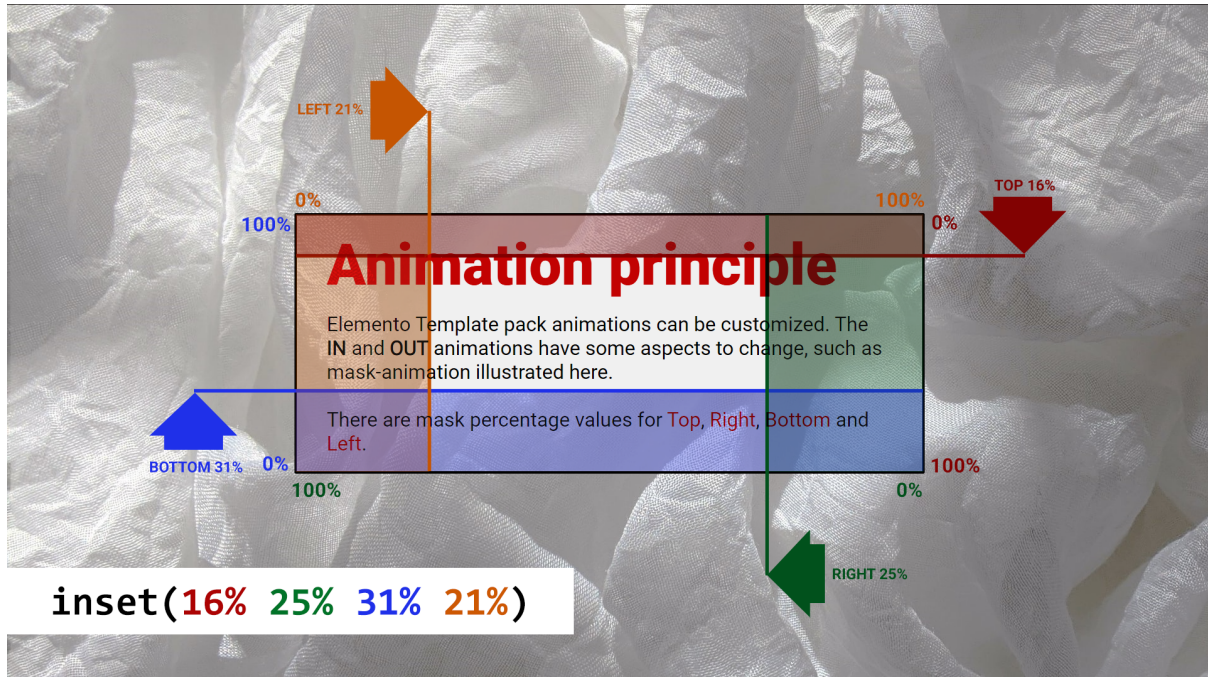 LEFT 21%
TOP 16%
0%
100%
100%
0%
Animation principle
Elemento Template pack animations can be customized. The
IN and OUT animations have some aspects to change, such as
mask-animation illustrated here.
There are mask percentage values for Top, Right, Bottom and
Left.
BOTTOM 31%
0%
100%
100%
0%
RIGHT 25%
inset(16% 25% 31% 21%)